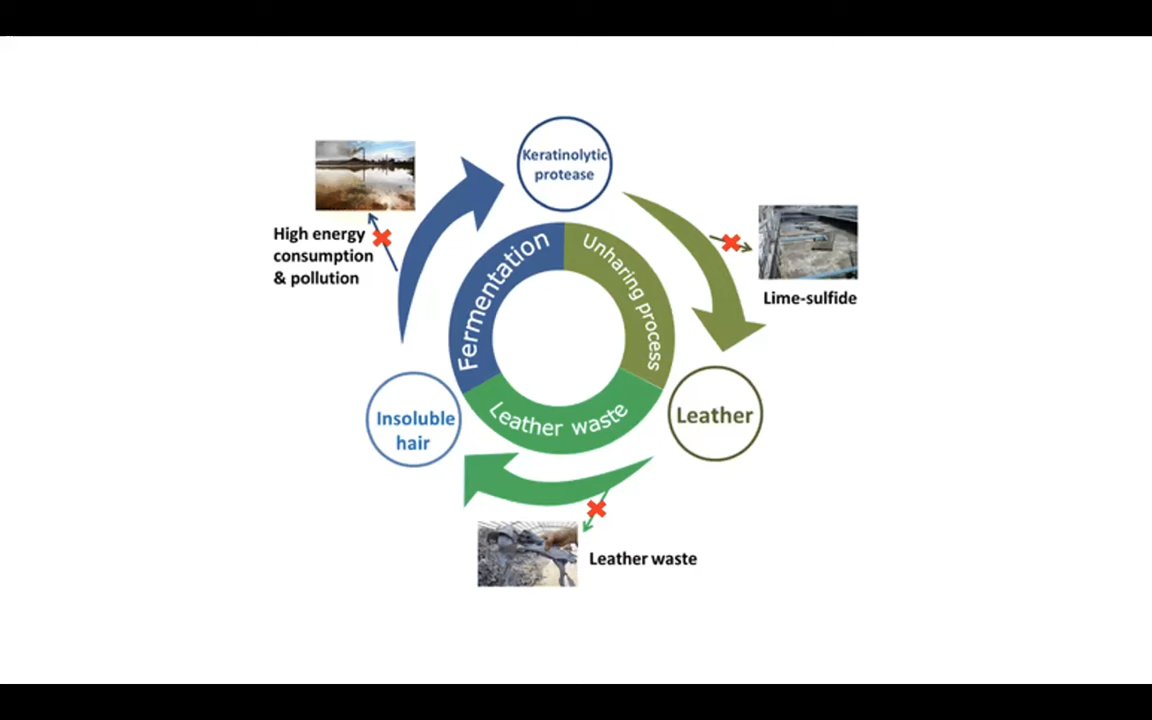 Keratinolytic
protease
High energy
consumption
& pollution
Fermentation
Unharing process
Lime-sulfide
Insoluble
hair
Leather
Leather waste
Leather waste